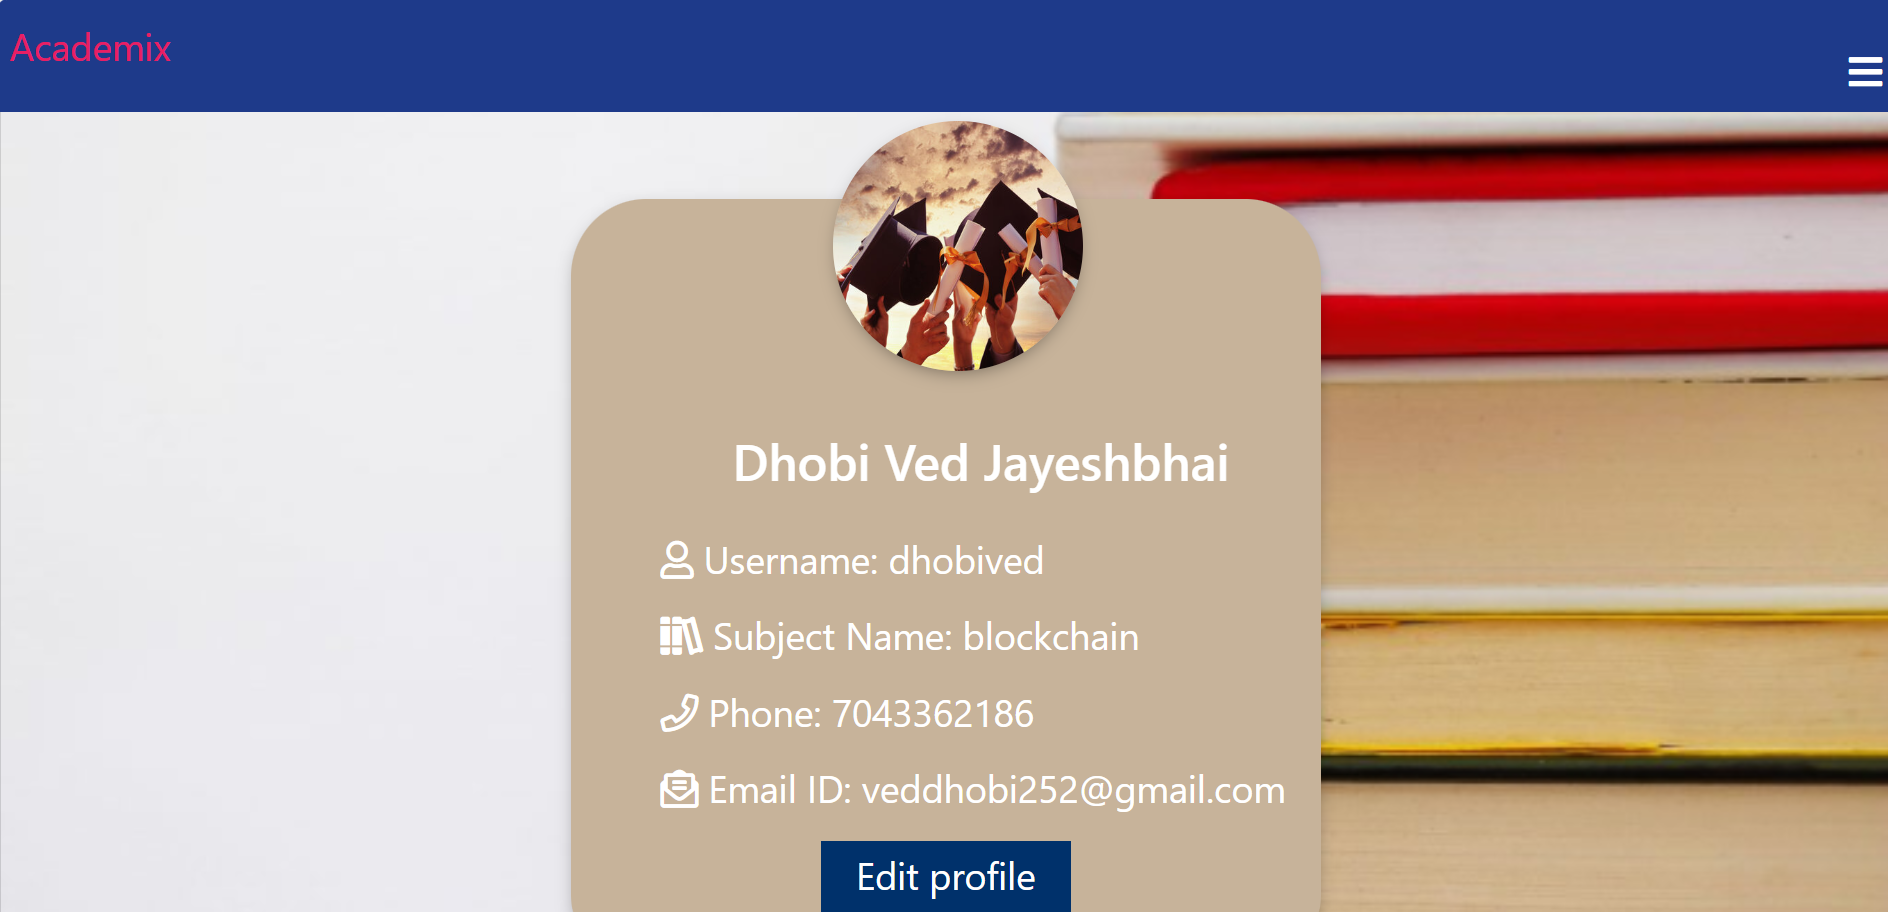 Academix
Dhobi Ved Jayeshbhai
Username: dhobived
Subject Name: blockchain
Phone: 7043362186
Email ID: veddhobi252@gmail.com
Edit profile